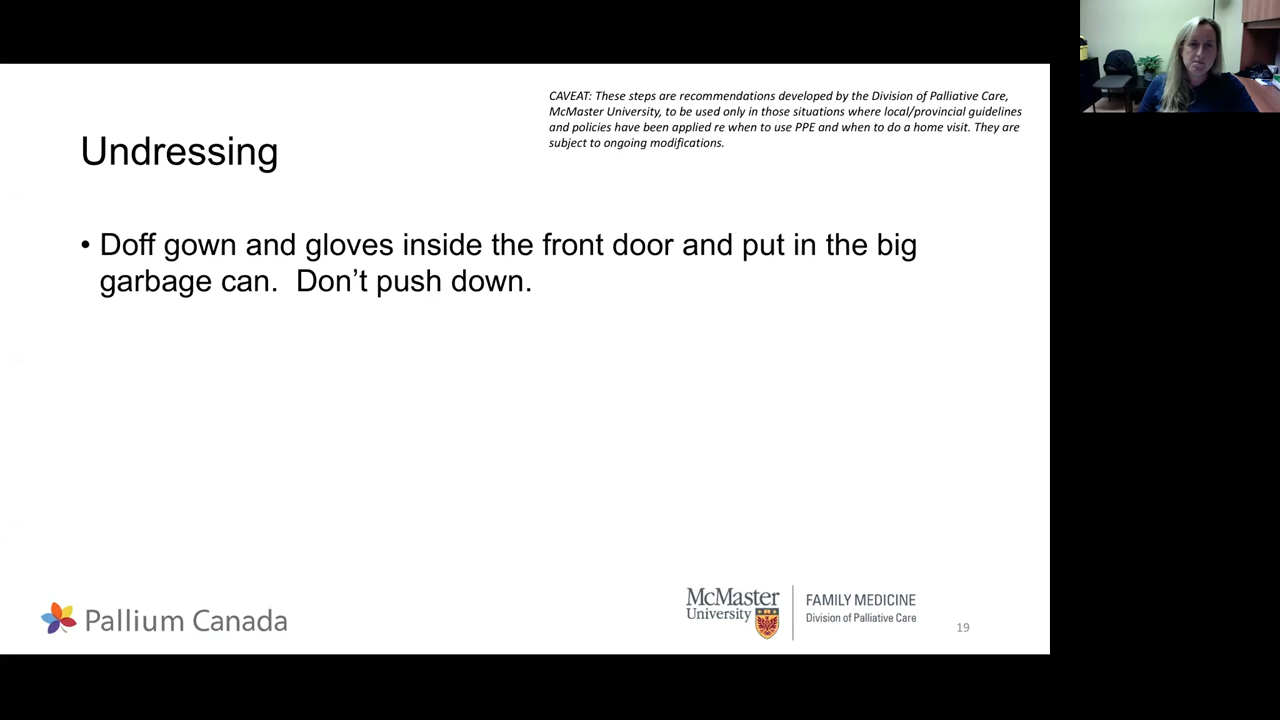 CAVEAT: These steps are recommendations developed by the Division of Palliative Care,
McMaster University, to be used only in those situations where local/provincial guidelines
and policies have been applied re when to use PPE and when to do a home visit. They are
subject to ongoing modifications.
Undressing
• Doff gown and gloves inside the front door and put in the big
garbage can.  Don’t push down.
Pallium Canada
McMaster
University
FAMILY MEDICINE
Division of Palliative Care
19